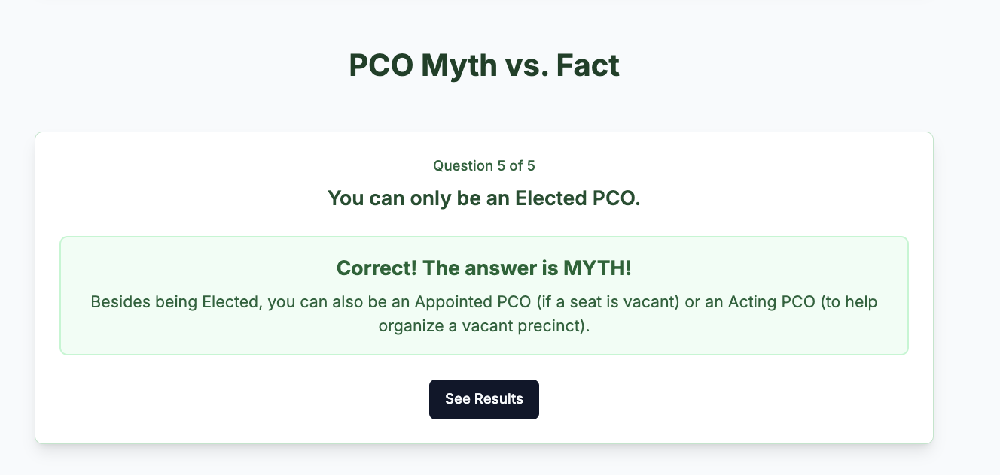 PCO Myth vs. Fact
Question 5 of 5
You can only be an Elected PCO.
Correct! The answer is MYTH!
Besides being Elected, you can also be an Appointed PCO (if a seat is vacant) or an Acting PCO (to help
organize a vacant precinct).
See Results